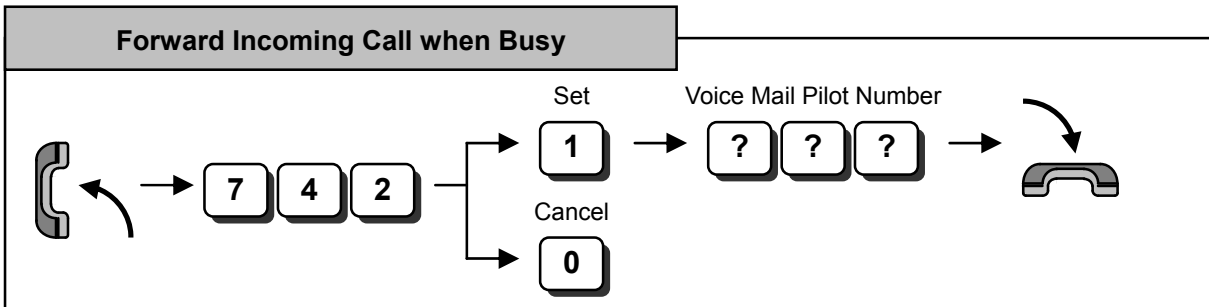 Forward Incoming Call when Busy
Set
Voice Mail Pilot Number
1
? ? ?
7 4 2
Cancel
0